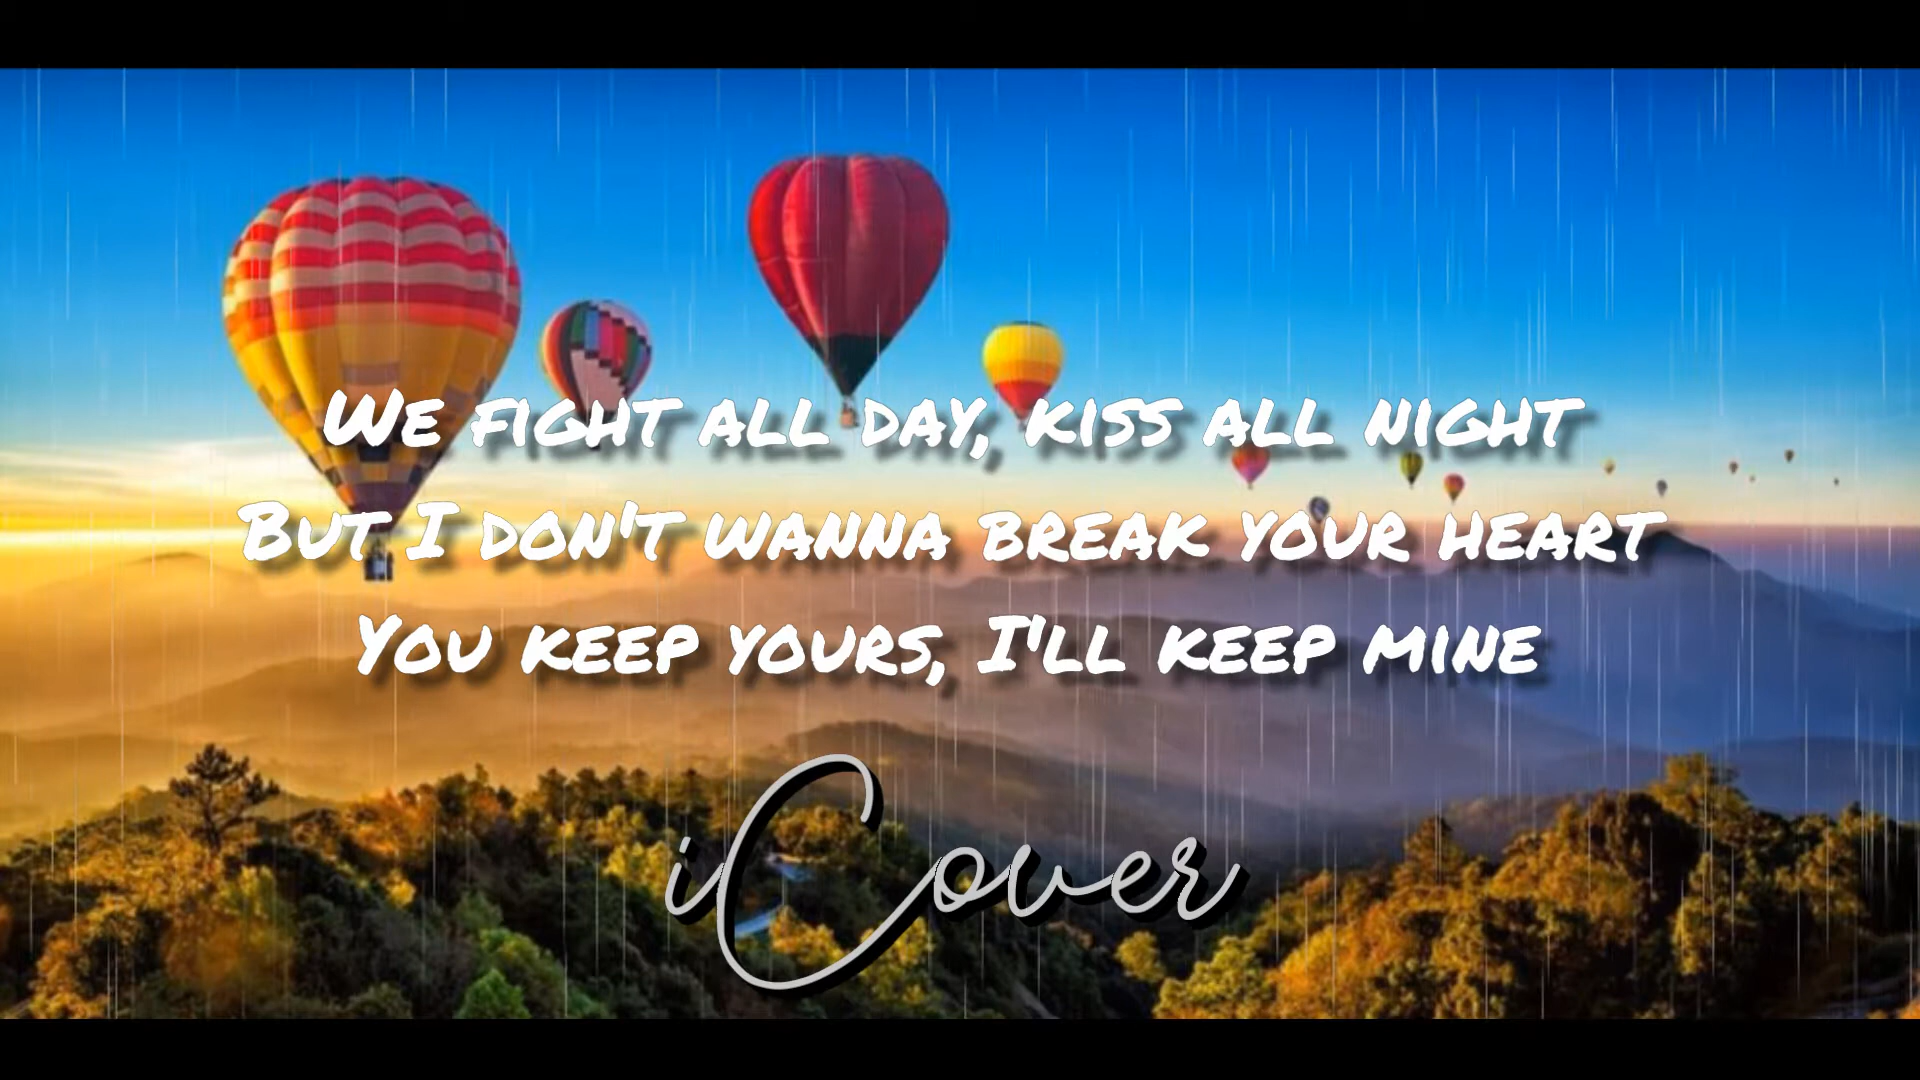 We fight all day, kiss all night
But I don't wanna break your heart
You keep yours, I'll keep mine
iCover